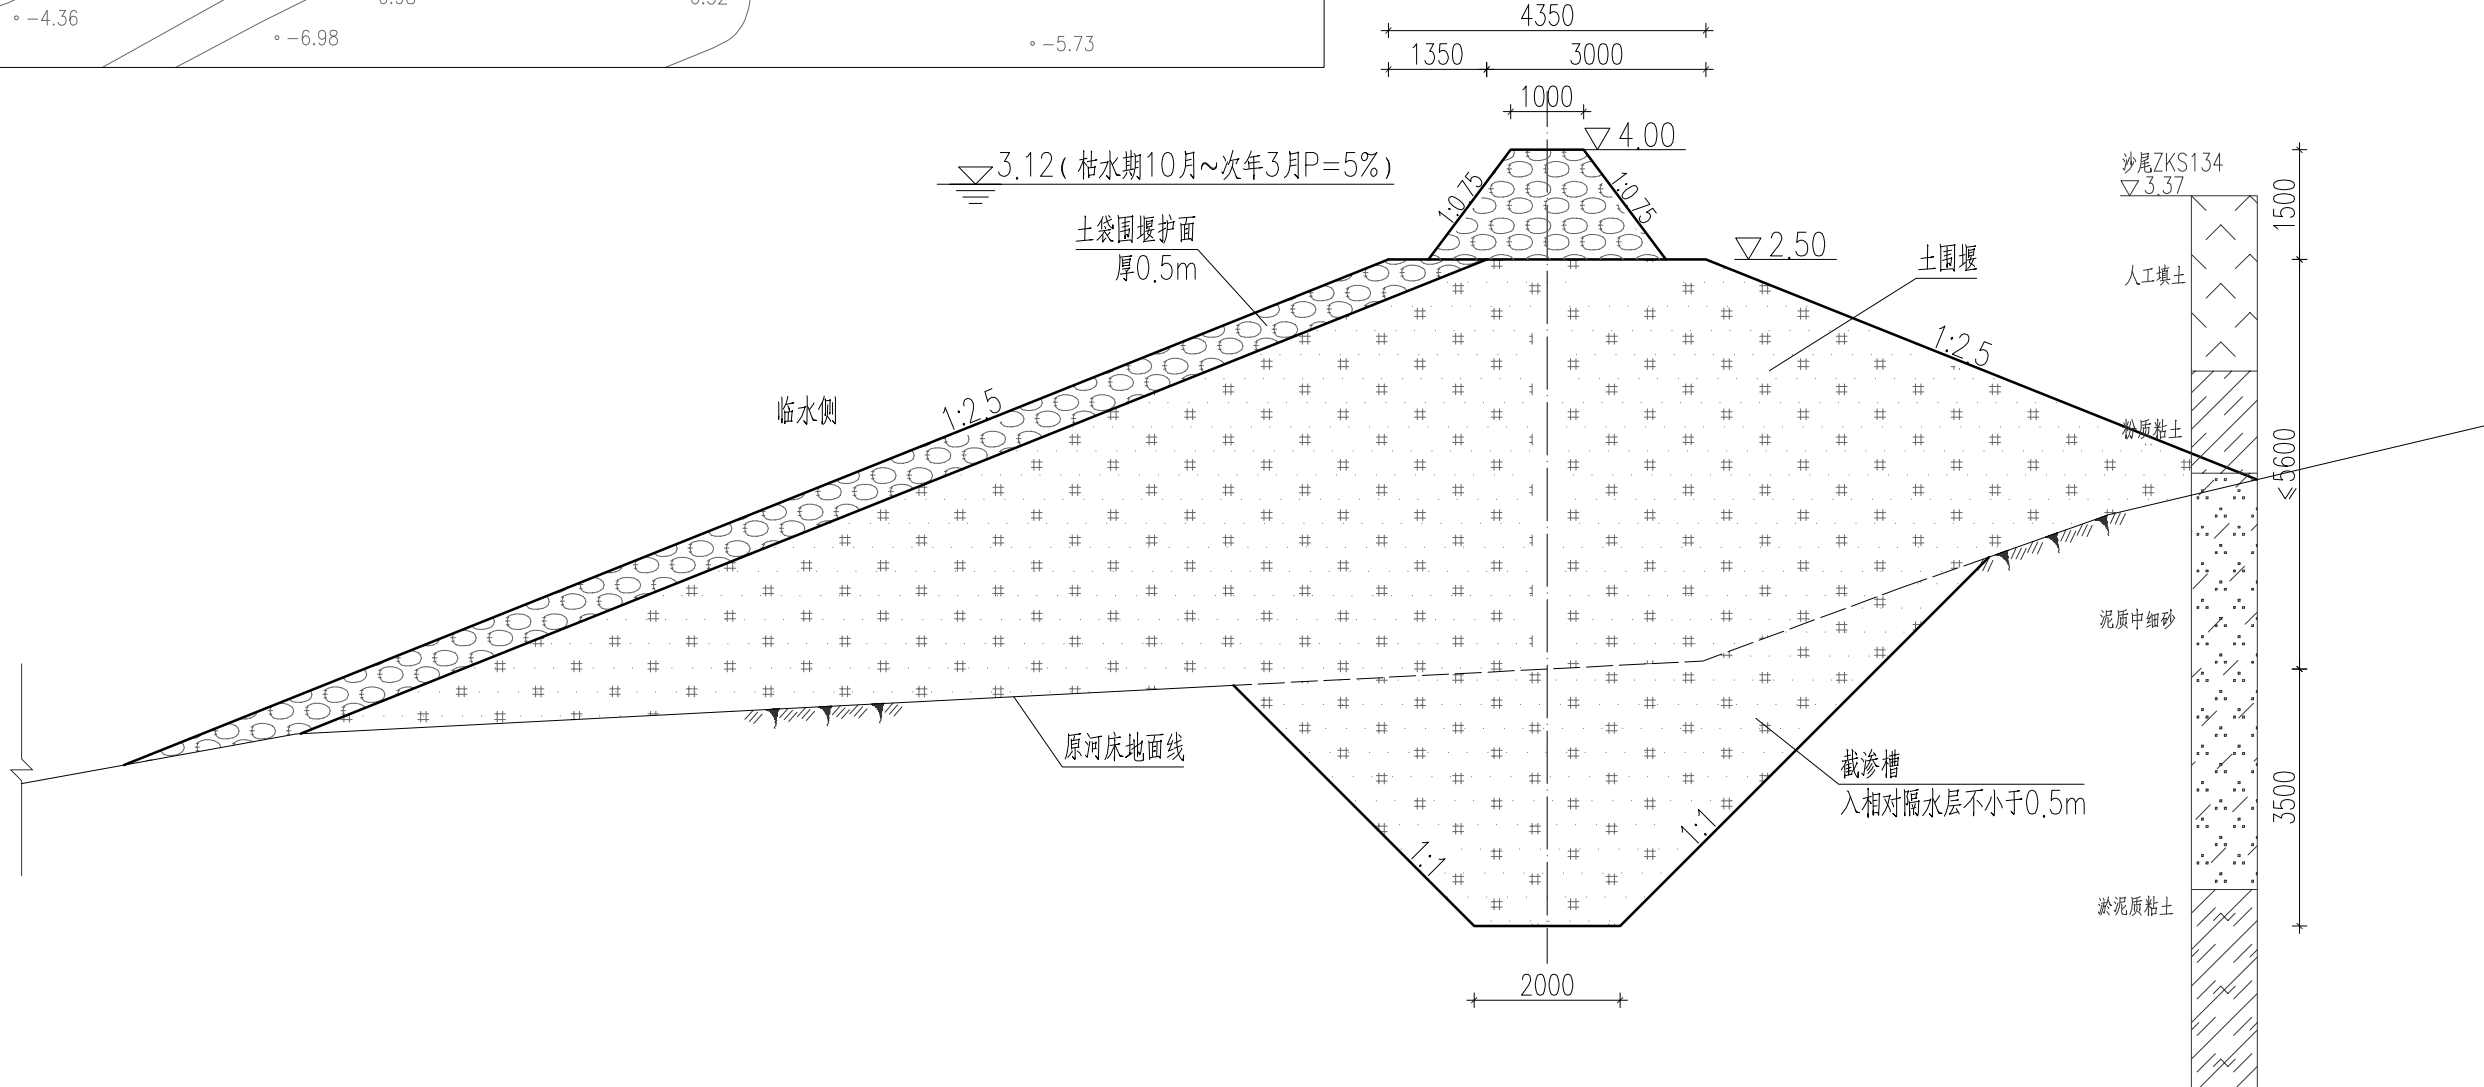 -4.36
-6.98
-5.73
4350
1350
3000
1000
4.00
3.12(枯水期10月~次年3月P=5%)
1:0.75
1:0.75
沙尾ZKS134
3.37
1500
土袋围堰护面
厚0.5m
2.50
土围堰
人工填土
1:2.5
临水侧
1:2.5
粉质粘土
≤5600
泥质中细砂
原河床地面线
截渗槽
入相对隔水层不小于0.5m
3500
1:1
1:1
淤泥质粘土
2000